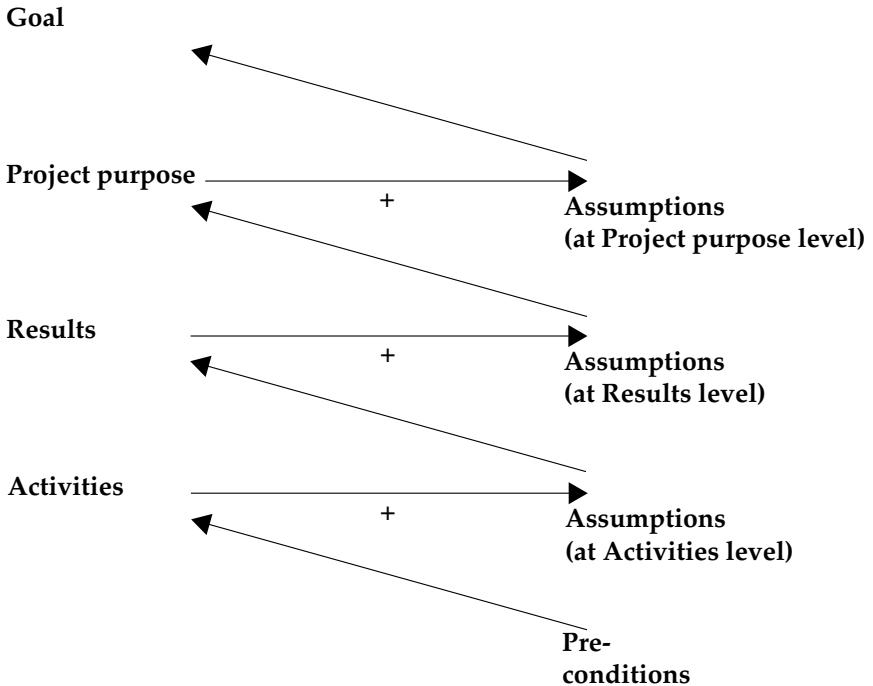 Goal
Project purpose
+
Assumptions
(at Project purpose level)
Results
+
Assumptions
(at Results level)
Activities
+
Assumptions
(at Activities level)
Pre-
conditions